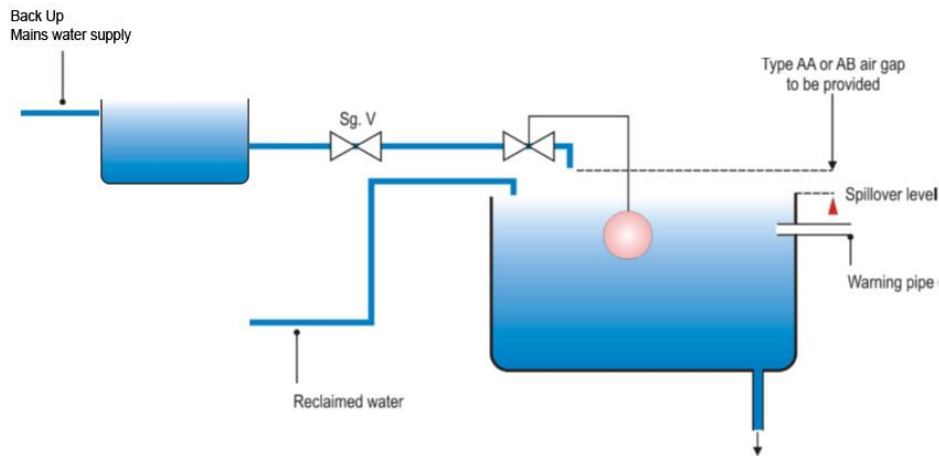 Back Up
Mains water supply
Type AA or AB air gap
to be provided
Sg. V
Spillover level
Warning pipe
Reclaimed water